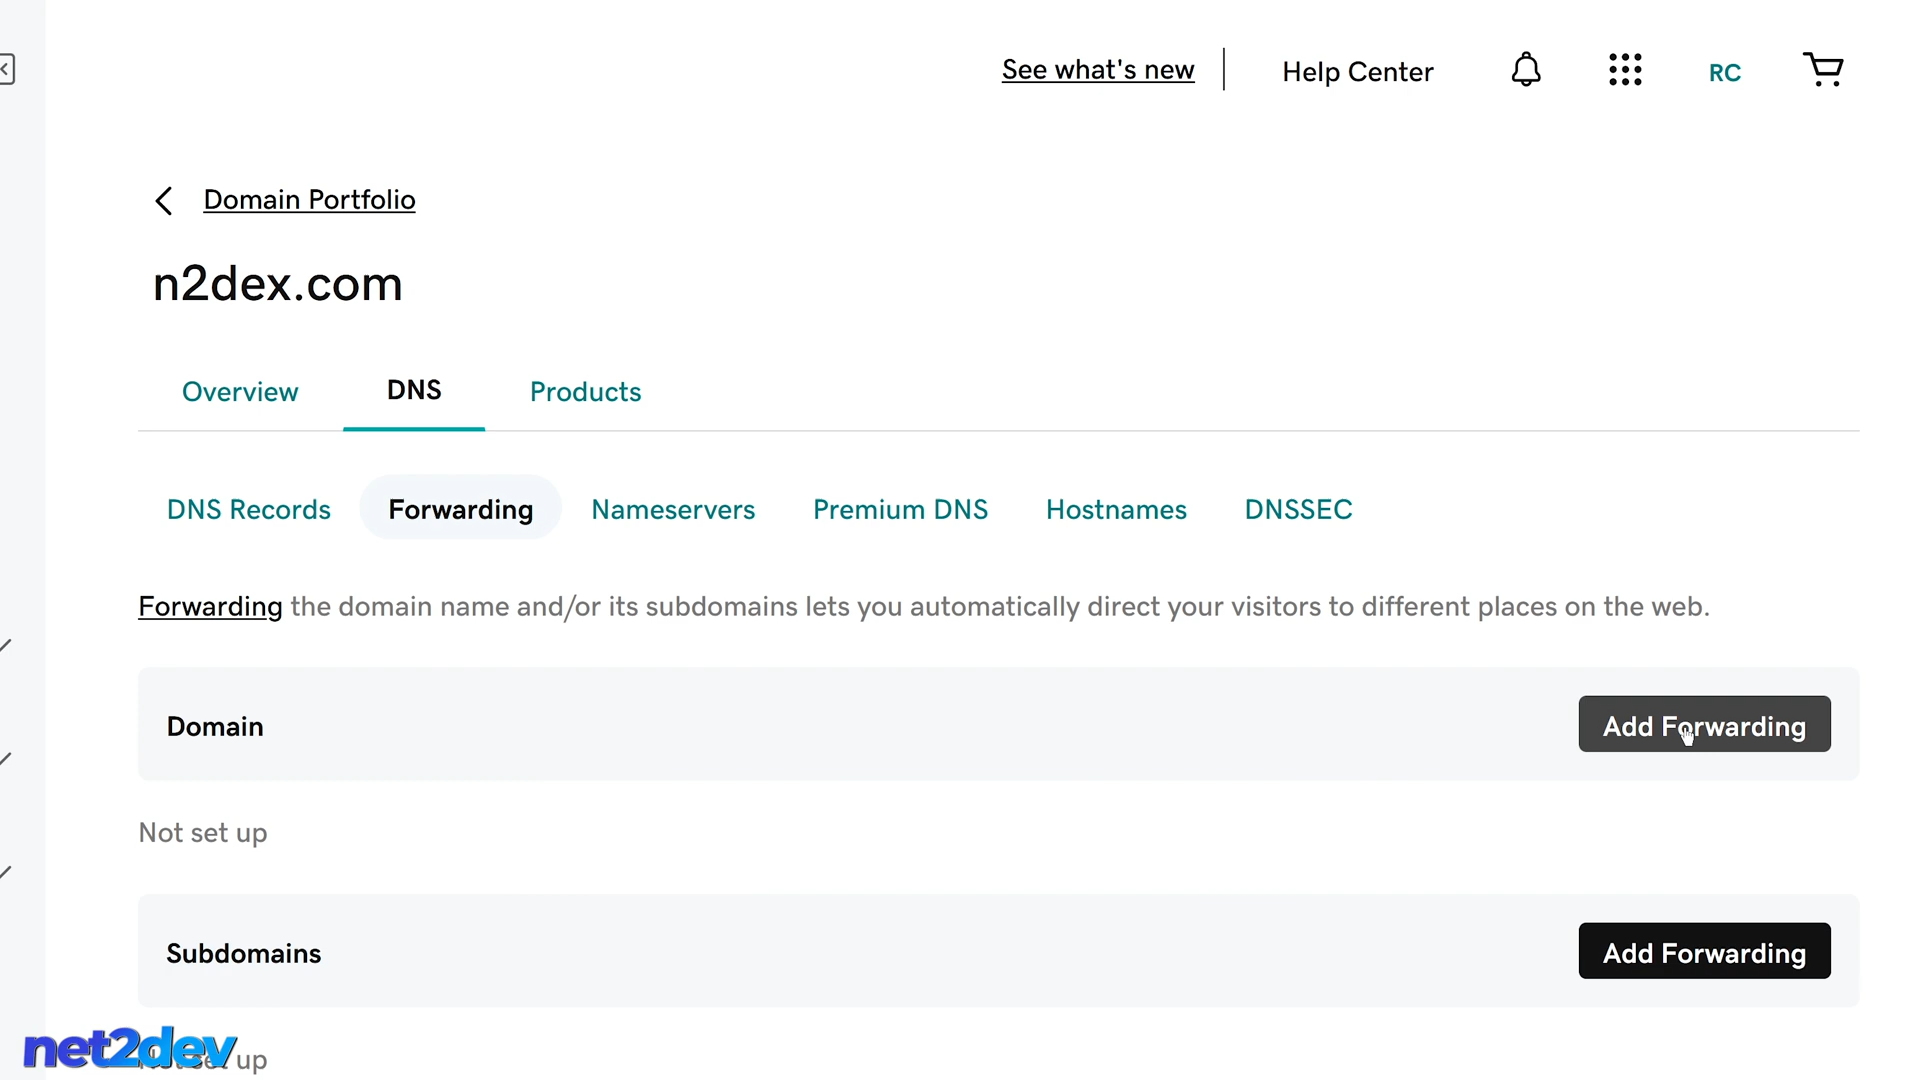 See what's new
Help Center
RC
Domain Portfolio
n2dex.com
Overview
DNS
Products
DNS Records
Forwarding
Nameservers
Premium DNS
Hostnames
DNSSEC
Forwarding the domain name and/or its subdomains lets you automatically direct your visitors to different places on the web.
Domain
Add Forwarding
Not set up
Subdomains
Add Forwarding
net2dev
Not set up